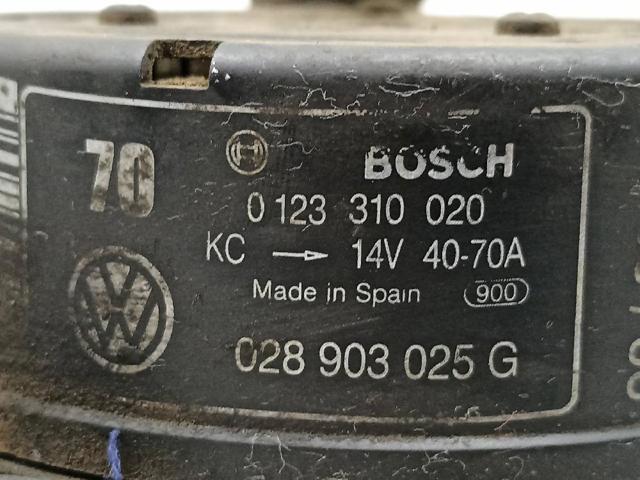 70 BOSCH
0 123 310 020
KC → 14V 40-70A
Made in Spain 900
028 903 025 G